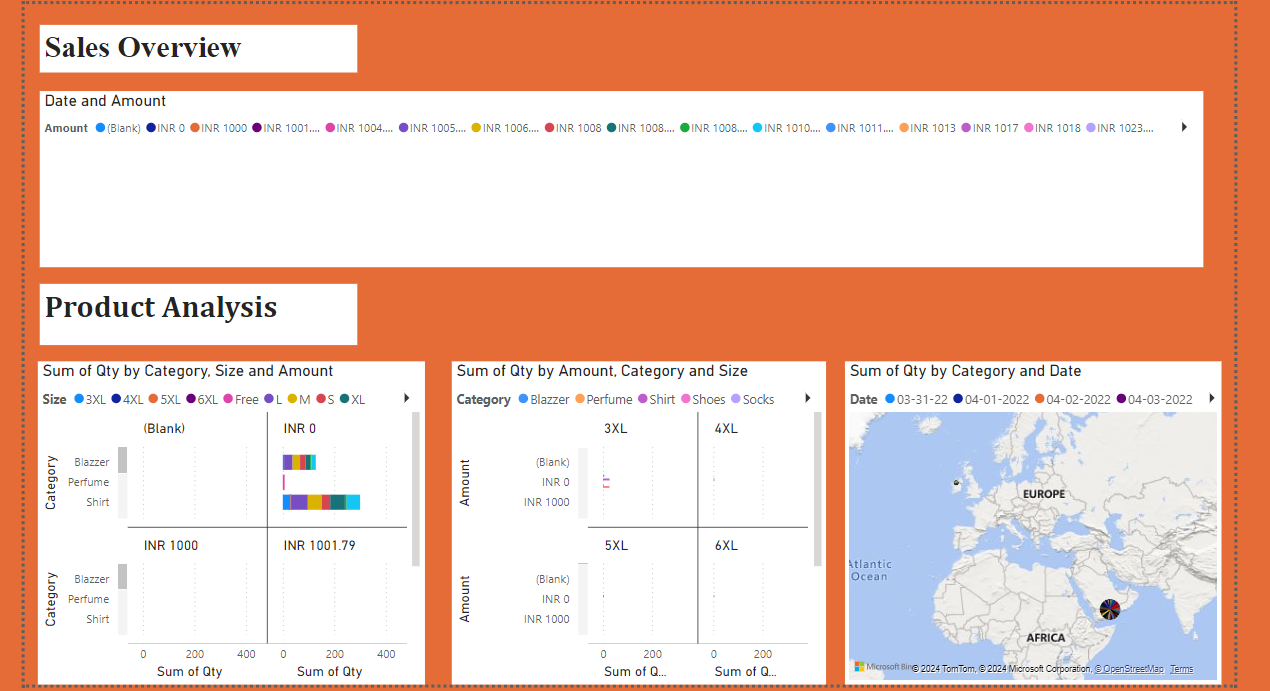 Sales Overview
Date and Amount
Amount (Blank) INR 0 INR 1000 INR 1001.... INR 1004.... INR 1005.... INR 1006.... INR 1008 INR 1008.... INR 1008.... INR 1010.... INR 1011.... INR 1013 INR 1017 INR 1018 INR 1023....
Product Analysis
Sum of Qty by Category, Size and Amount
Size 3XL 4XL 5XL 6XL Free L M S XL
(Blank) INR 0
Category
Blazzer
Perfume
Shirt
INR 1000 INR 1001.79
Category
Blazzer
Perfume
Shirt
0 200 400 0 200 400
Sum of Qty Sum of Qty
Sum of Qty by Amount, Category and Size
Category Blazzer Perfume Shirt Shoes Socks
3XL 4XL
Amount
(Blank)
INR 0
INR 1000
5XL 6XL
Amount
(Blank)
INR 0
INR 1000
0 200 0 200
Sum of Q... Sum of Q...
Sum of Qty by Category and Date
Date 03-31-22 04-01-2022 04-02-2022 04-03-2022
EUROPE
Atlantic
Ocean
AFRICA
Microsoft Bing
© 2024 TomTom, © 2024 Microsoft Corporation, © OpenStreetMap Terms